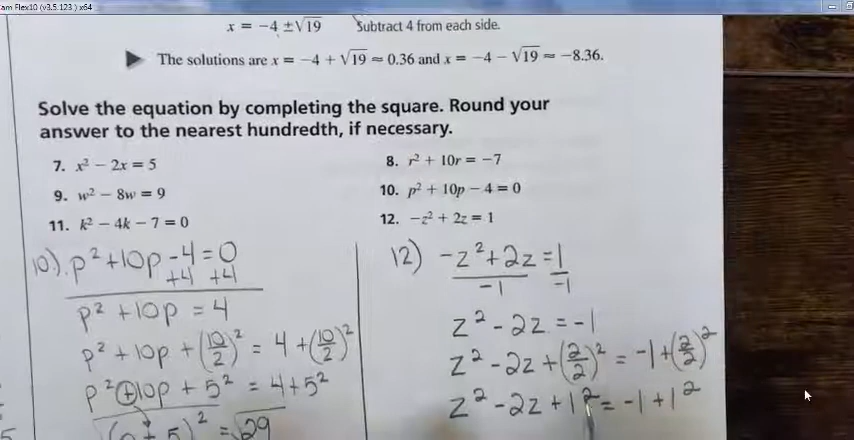 am Flex10 (v3.5.123 ) x64
x = −4 ±√19 Subtract 4 from each side.
The solutions are x = −4 + √19 ≈ 0.36 and x = −4 − √19 ≈ −8.36.
Solve the equation by completing the square. Round your
answer to the nearest hundredth, if necessary.
7. x² − 2x = 5
8. r² + 10r = −7
9. w² − 8w = 9
10. p² + 10p − 4 = 0
11. k² − 4k − 7 = 0
12. −z² + 2z = 1
10.) p² + 10p - 4 = 0
+4 +4
p² + 10p = 4
p² + 10p + (10/2)² = 4 + (10/2)²
p² + 10p + 5² = 4 + 5²
√(p + 5)² = √29
12) -z² + 2z = 1
-1 -1
z² - 2z = -1
z² - 2z + (2/2)² = -1 + (2/2)²
z² - 2z + 1² = -1 + 1²